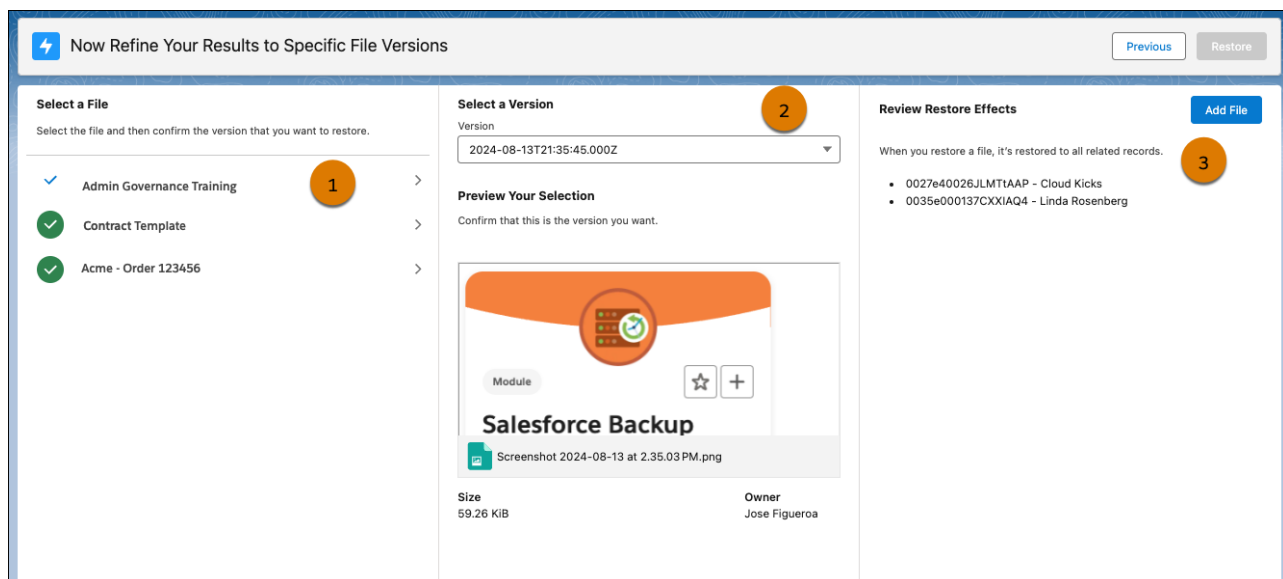 Now Refine Your Results to Specific File Versions
Previous
Restore
Select a File
Select the file and then confirm the version that you want to restore.
Admin Governance Training
1
Contract Template
Acme - Order 123456
Select a Version
2
Version
2024-08-13T21:35:45.000Z
Preview Your Selection
Confirm that this is the version you want.
Module
Salesforce Backup
Screenshot 2024-08-13 at 2.35.03 PM.png
Size
59.26 KiB
Owner
Jose Figueroa
Review Restore Effects
Add File
When you restore a file, it's restored to all related records.
3
0027e40026JLMTtAAP - Cloud Kicks
0035e000137CXXIAQ4 - Linda Rosenberg